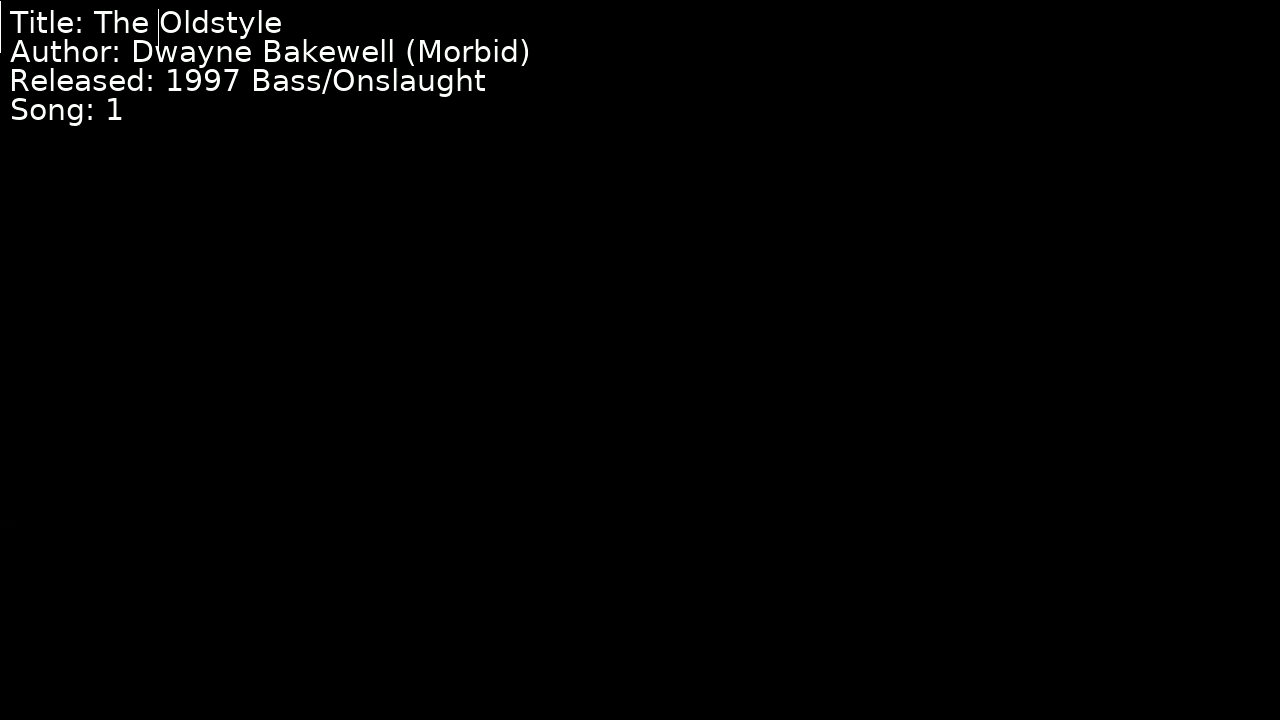 Title: The Oldstyle
Author: Dwayne Bakewell (Morbid)
Released: 1997 Bass/Onslaught
Song: 1